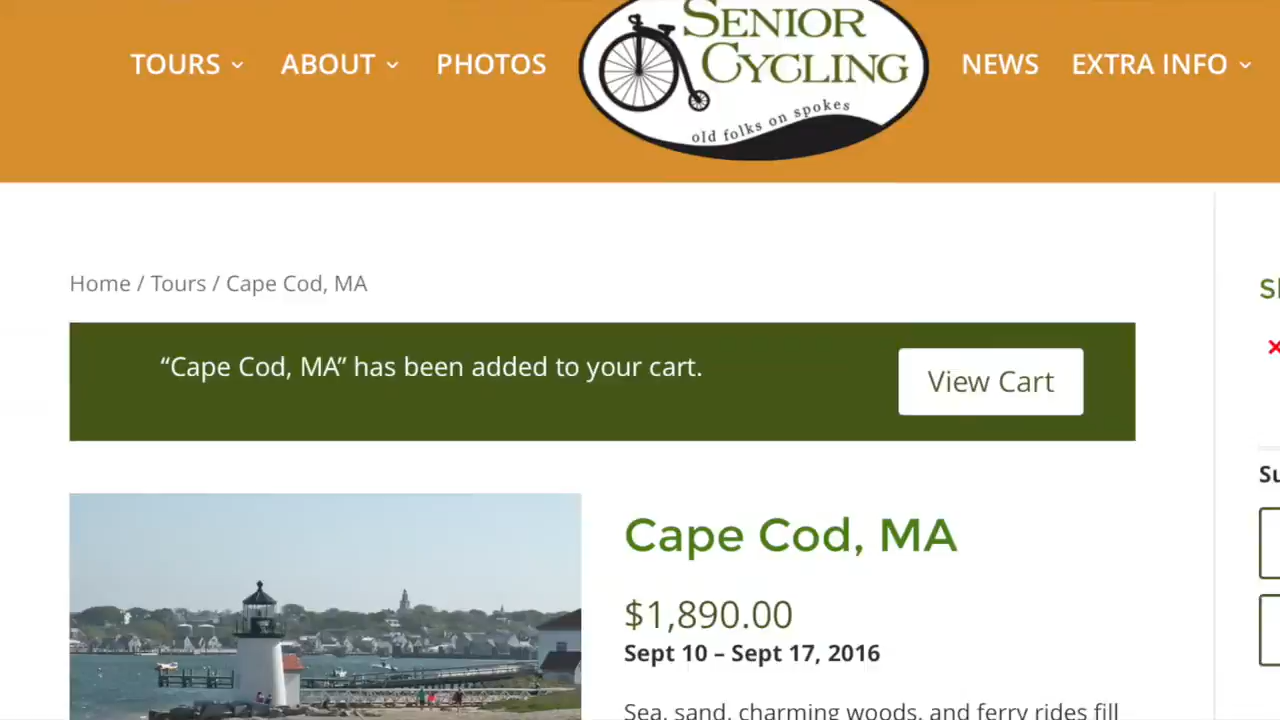 TOURS ABOUT PHOTOS
SENIOR
CYCLING
old folks on spokes
NEWS EXTRA INFO
Home / Tours / Cape Cod, MA
“Cape Cod, MA” has been added to your cart.
View Cart
Cape Cod, MA
$1,890.00
Sept 10 – Sept 17, 2016
Sea, sand, charming woods, and ferry rides fill